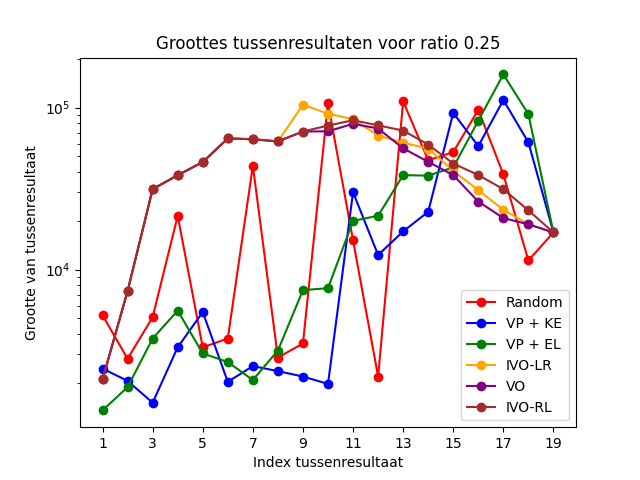 Groottes tussenresultaten voor ratio 0.25
Grootte van tussenresultaat
10^5
10^4
Random
VP + KE
VP + EL
IVO-LR
VO
IVO-RL
1 3 5 7 9 11 13 15 17 19
Index tussenresultaat